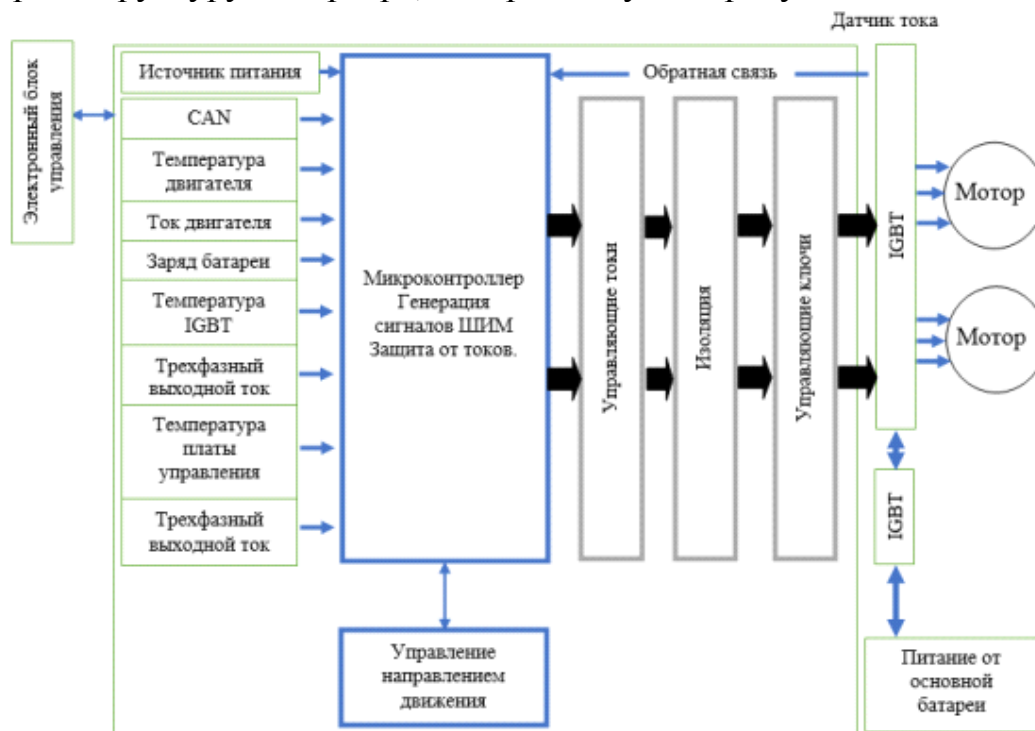 Датчик тока
Электронный блок
управления
Источник питания
CAN
Температура
двигателя
Ток двигателя
Заряд батареи
Температура
IGBT
Трехфазный
выходной ток
Температура
платы
управления
Трехфазный
выходной ток
Микроконтроллер
Генерация
сигналов ШИМ
Защита от токов.
Управление
направлением
движения
Обратная связь
Управляющие токи
Изоляция
Управляющие ключи
IGBT
Мотор
Мотор
IGBT
Питание от
основной
батареи